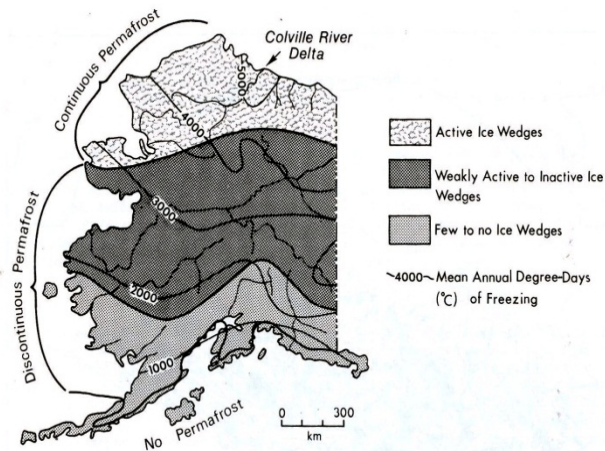 Continuous Permafrost
Colville River
Delta
5000
4000
3000
2000
1000
Discontinuous Permafrost
No Permafrost
0 300
km
Active Ice Wedges
Weakly Active to Inactive Ice
Wedges
Few to no Ice Wedges
~4000~ Mean Annual Degree-Days
(°C) of Freezing